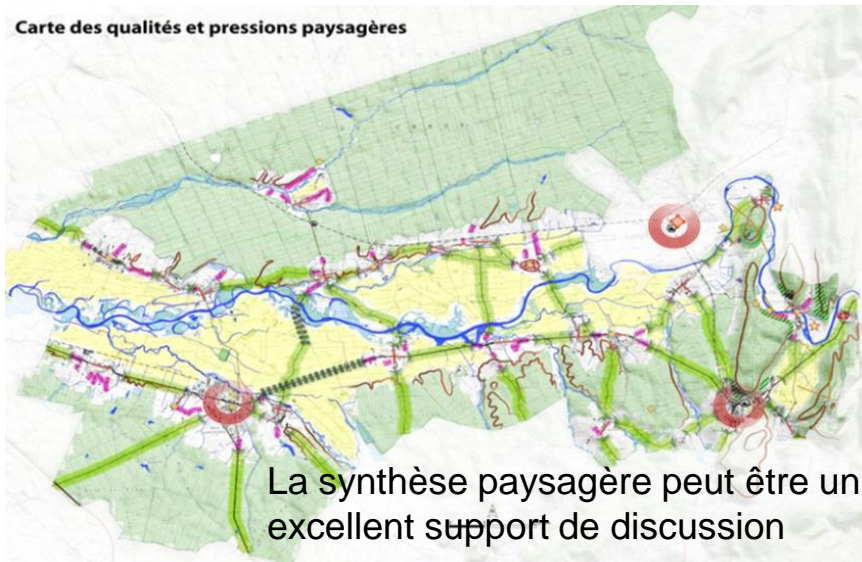 Carte des qualités et pressions paysagères
La synthèse paysagère peut être un
excellent support de discussion